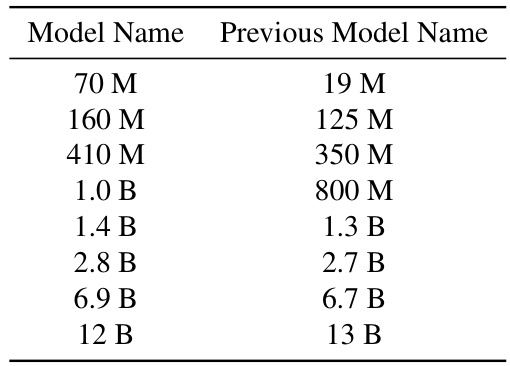 Model Name Previous Model Name
70 M 19 M
160 M 125 M
410 M 350 M
1.0 B 800 M
1.4 B 1.3 B
2.8 B 2.7 B
6.9 B 6.7 B
12 B 13 B